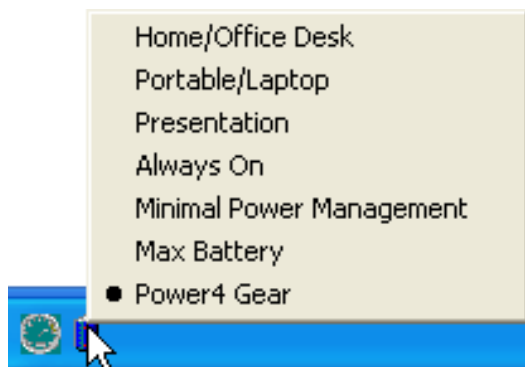 Home/Office Desk
Portable/Laptop
Presentation
Always On
Minimal Power Management
Max Battery
Power4 Gear